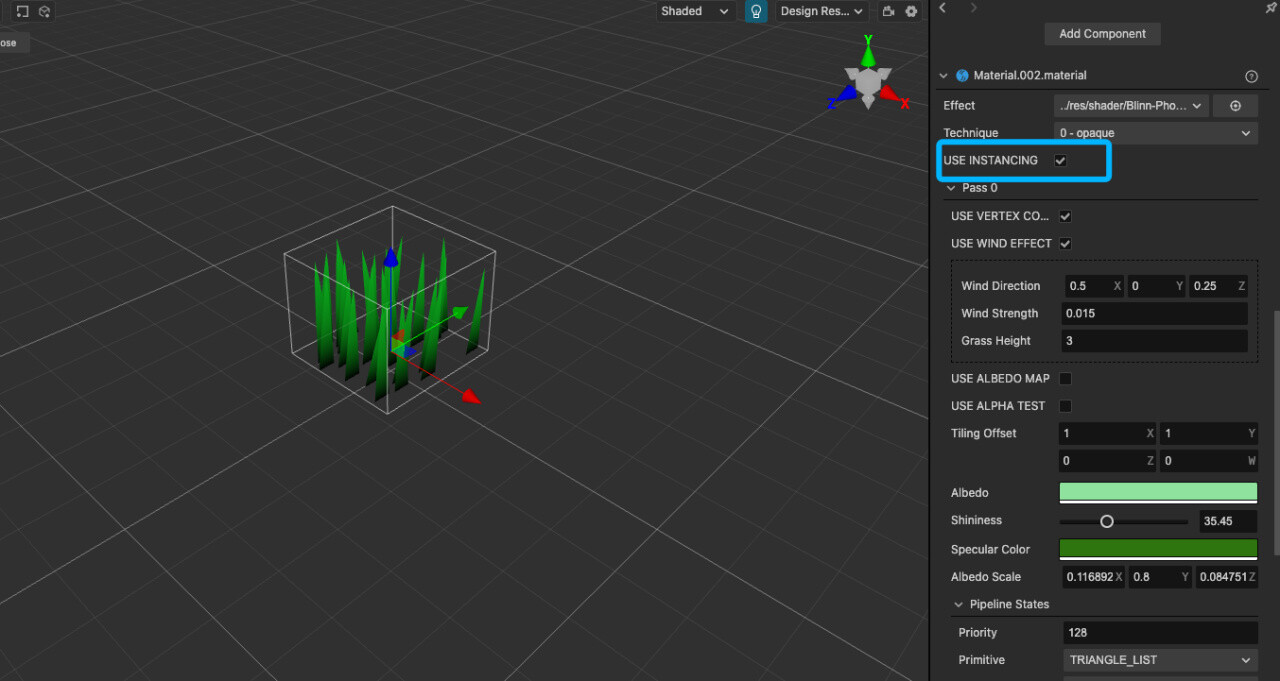 Shaded
Design Res...
ose
Y
Z
X
Add Component
Material.002.material
Effect ../res/shader/Blinn-Pho...
Technique 0 - opaque
USE INSTANCING
Pass 0
USE VERTEX CO...
USE WIND EFFECT
Wind Direction 0.5 X 0 Y 0.25 Z
Wind Strength 0.015
Grass Height 3
USE ALBEDO MAP
USE ALPHA TEST
Tiling Offset 1 X 1 Y
0 Z 0 W
Albedo
Shininess 35.45
Specular Color
Albedo Scale 0.116892 X 0.8 Y 0.084751 Z
Pipeline States
Priority 128
Primitive TRIANGLE_LIST